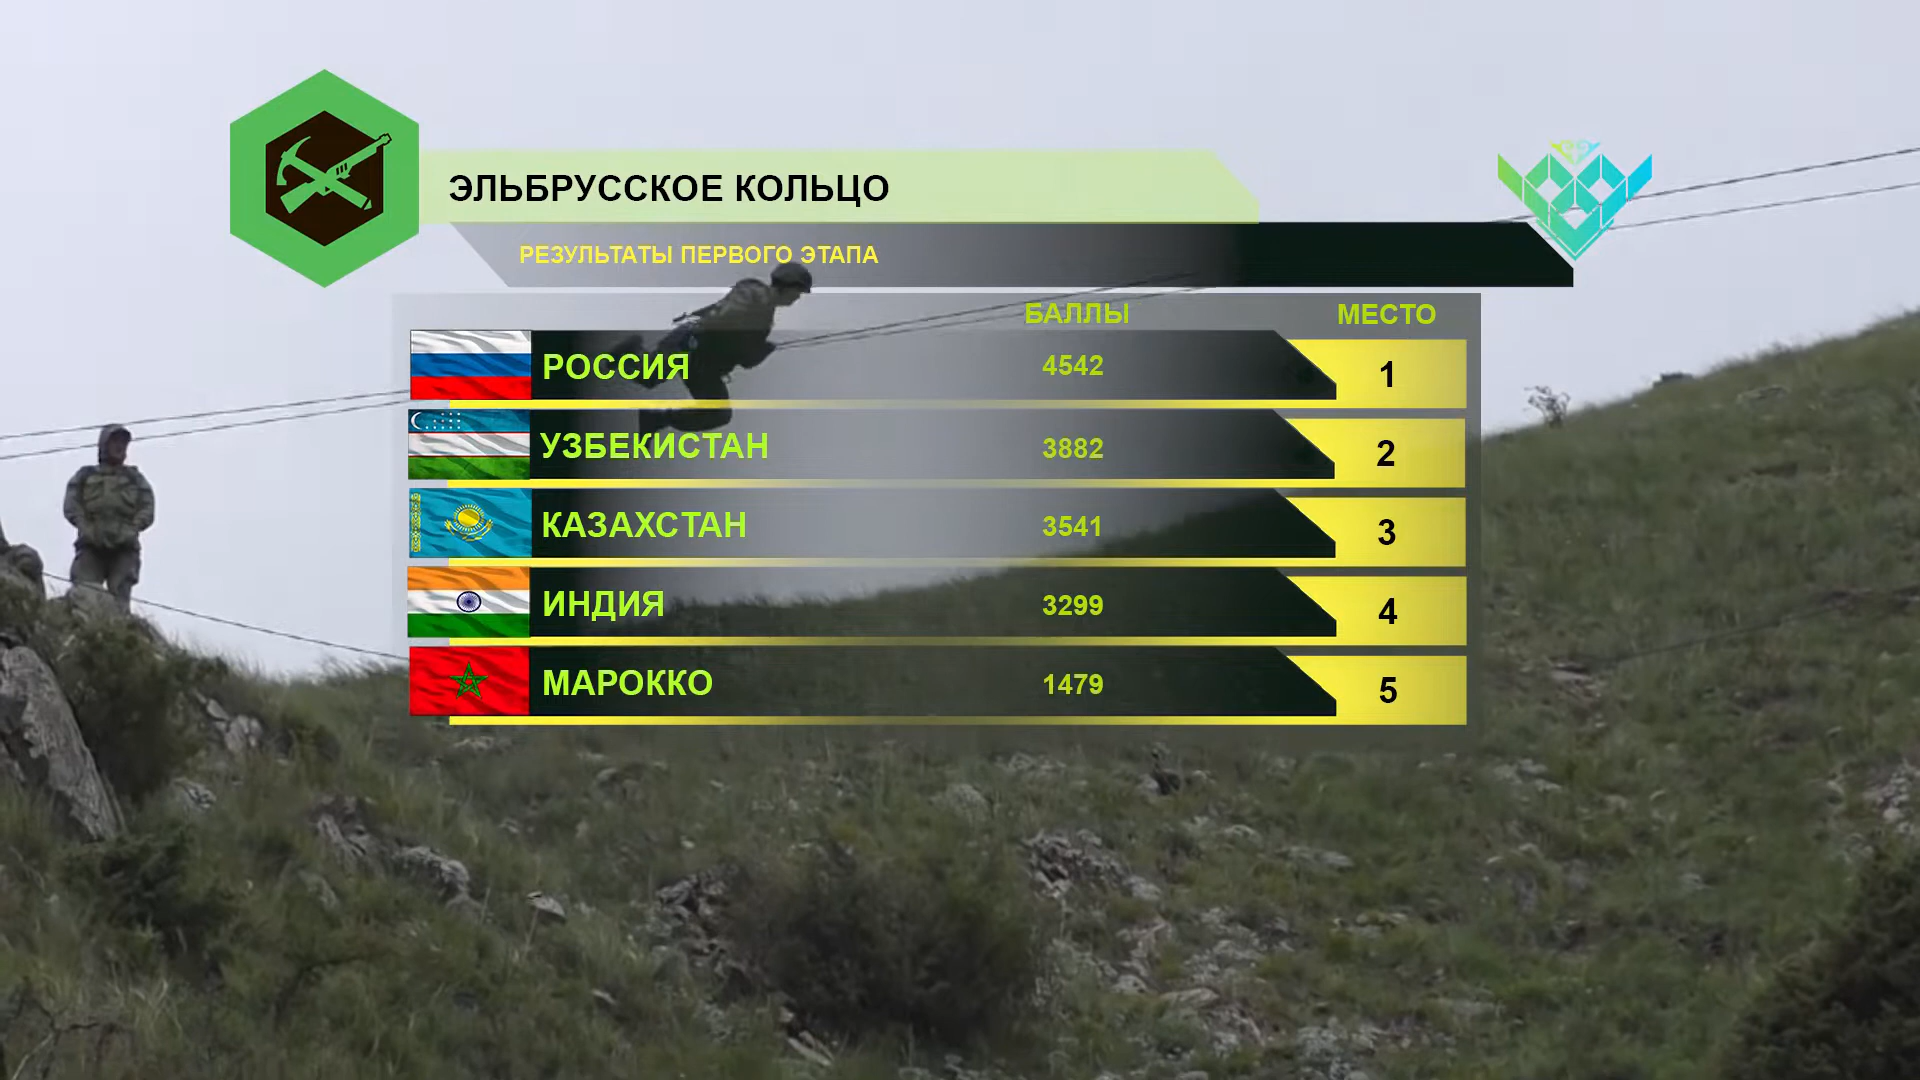 ЭЛЬБРУССКОЕ КОЛЬЦО
РЕЗУЛЬТАТЫ ПЕРВОГО ЭТАПА
БАЛЛЫ МЕСТО
РОССИЯ 4542 1
УЗБЕКИСТАН 3882 2
КАЗАХСТАН 3541 3
ИНДИЯ 3299 4
МАРОККО 1479 5